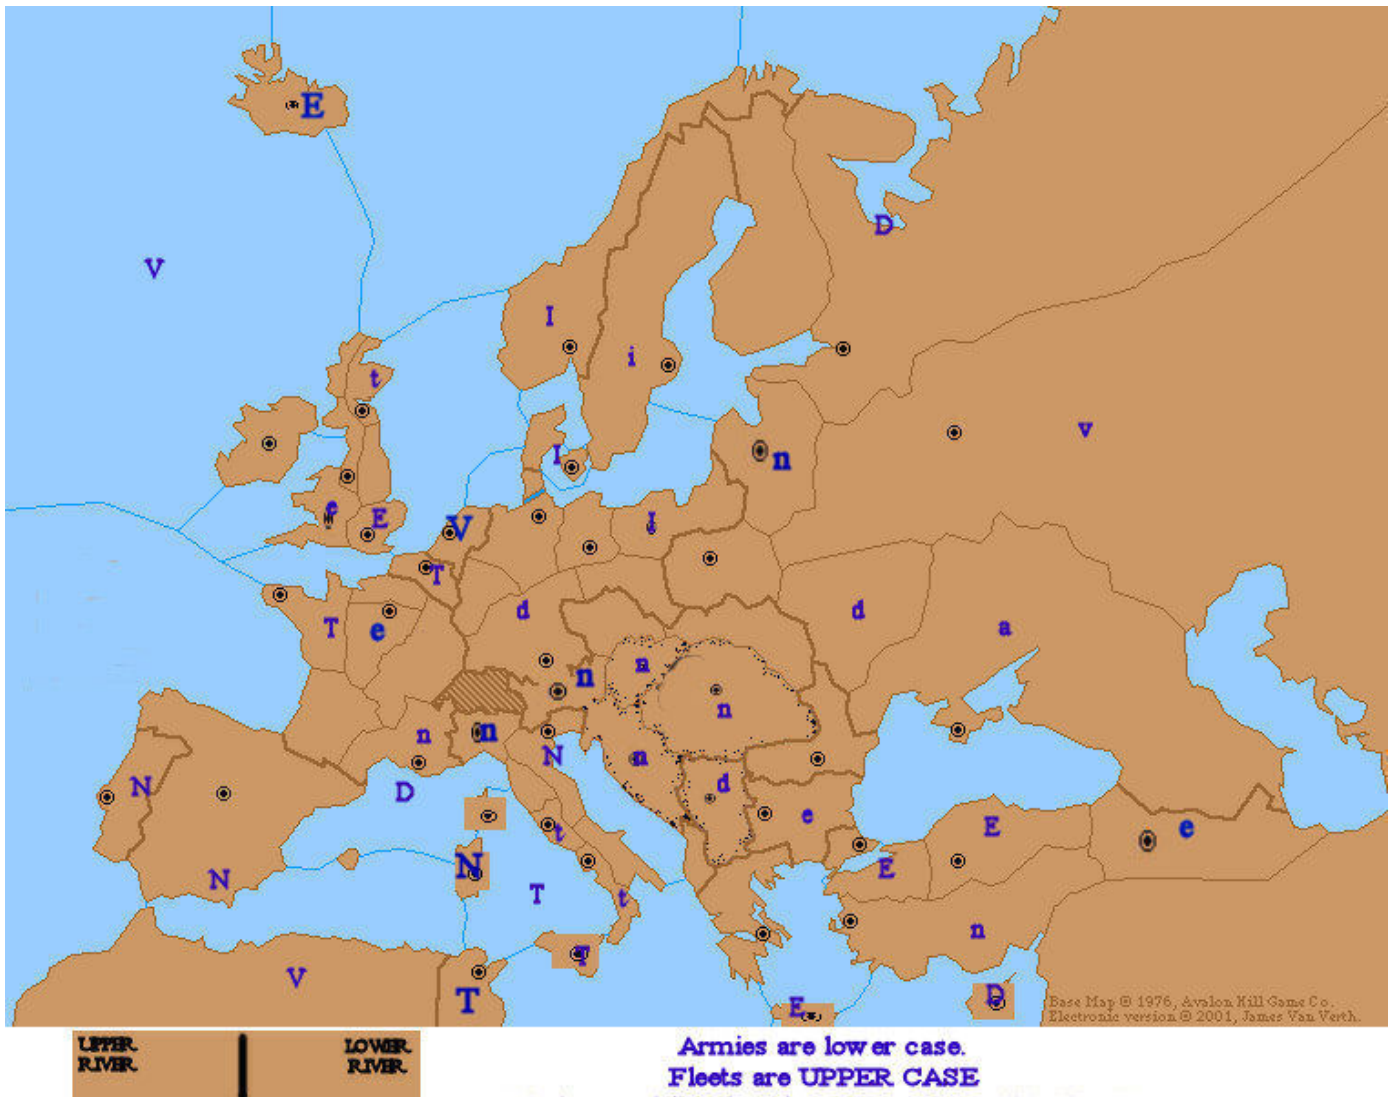 E
D
V
I
i
t
v
I
n
e
E
V
I
T
d
d
T
e
a
n
n
n
n
n
N
n
N
D
d
e
E
e
t
N
E
N
T
t
n
T
V
T
D
E
Base Map © 1976, Avalon Hill Game Co.
Electronic version © 2001, James Van Verth.
UPPER LOWER
RIVER RIVER
Armies are lower case.
Fleets are UPPER CASE